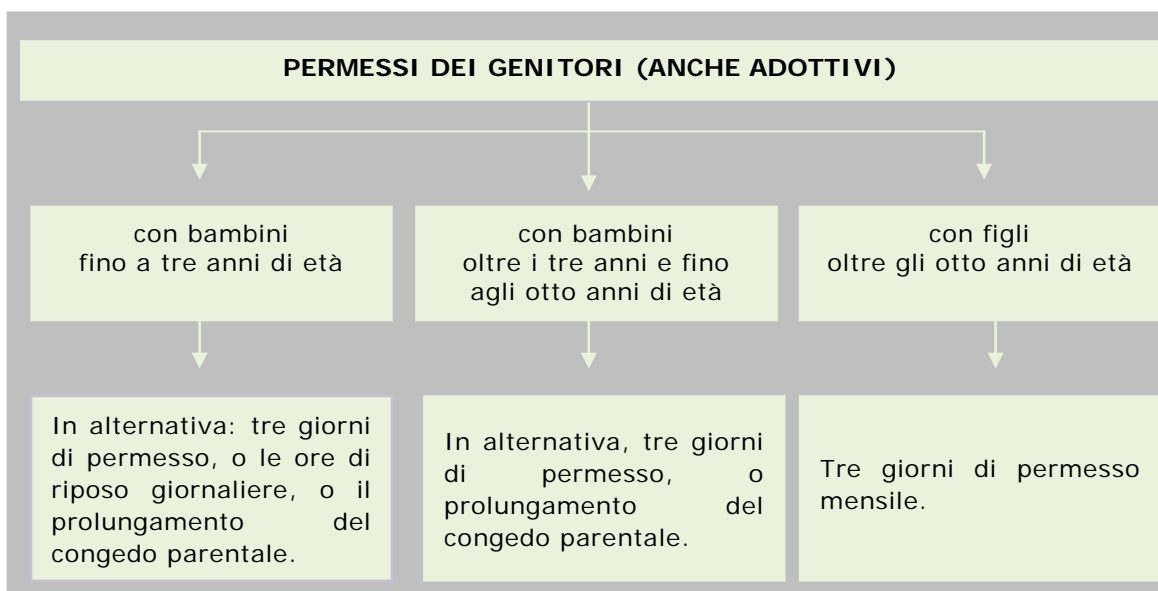 PERMESSI DEI GENITORI (ANCHE ADOTTIVI)
con bambini
fino a tre anni di età
con bambini
oltre i tre anni e fino
agli otto anni di età
con figli
oltre gli otto anni di età
In alternativa: tre giorni
di permesso, o le ore di
riposo giornaliere, o il
prolungamento del
congedo parentale.
In alternativa, tre giorni
di permesso, o
prolungamento del
congedo parentale.
Tre giorni di permesso
mensile.